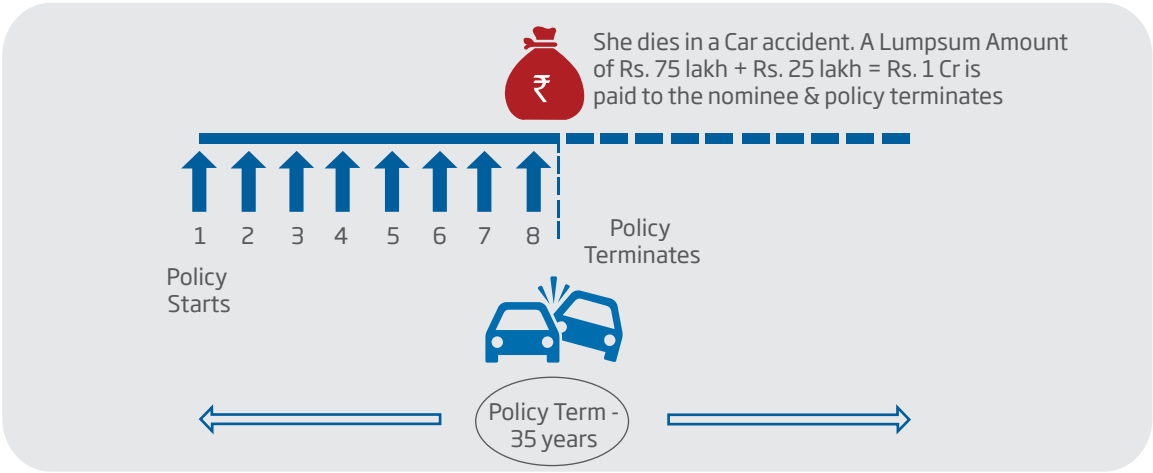 She dies in a Car accident. A Lumpsum Amount
of Rs. 75 lakh + Rs. 25 lakh = Rs. 1 Cr is
paid to the nominee & policy terminates
₹
1 2 3 4 5 6 7 8
Policy
Starts
Policy
Terminates
Policy Term -
35 years